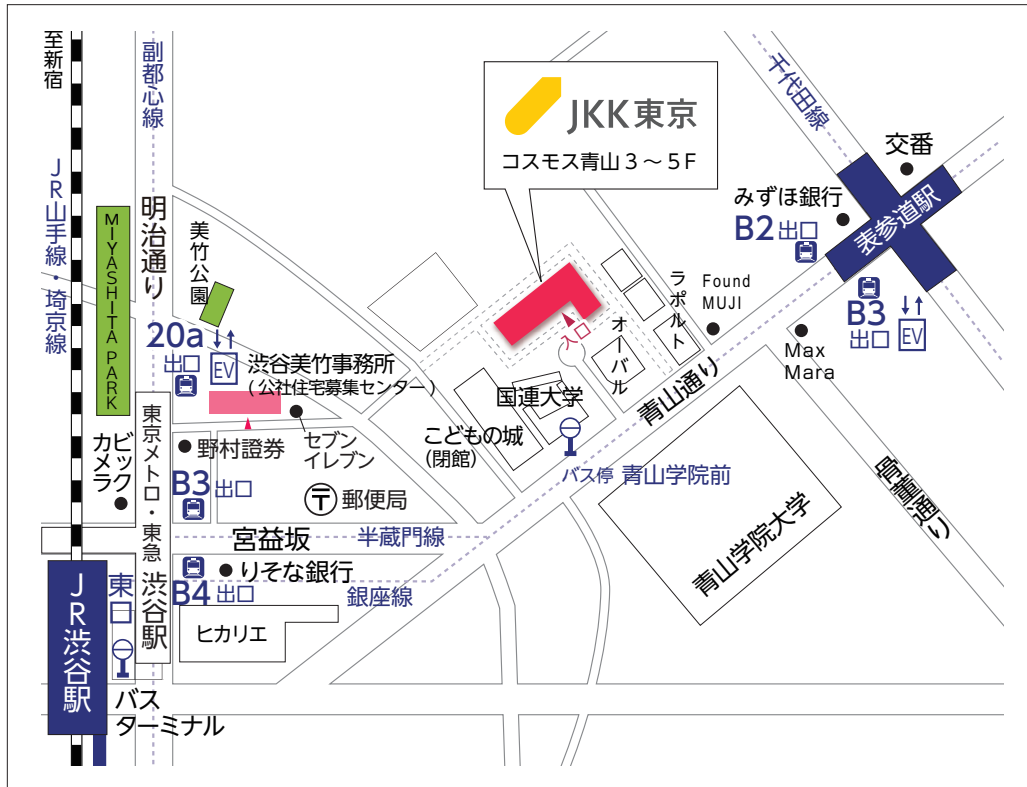 至新宿
副都心線
JR山手線・埼京線
MIYASHITA PARK
明治通り
美竹公園
JKK東京
コスモス青山3～5F
千代田線
交番
みずほ銀行
B2出口
表参道駅
B3
出口
EV
Found
MUJI
ラポルト
Max
Mara
入口
オーバル
青山通り
20a
出口
EV
渋谷美竹事務所
(公社住宅募集センター)
国連大学
こどもの城
(閉館)
セブン
イレブン
野村證券
ビック
カメラ
東京メトロ・東急 渋谷駅
B3出口
〒郵便局
バス停 青山学院前
骨董通り
青山学院大学
宮益坂
半蔵門線
りそな銀行
B4出口
銀座線
ヒカリエ
東口
JR渋谷駅
バス
ターミナル